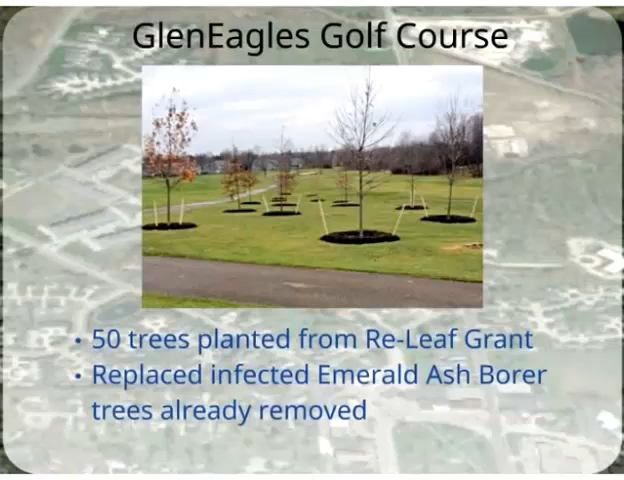 GlenEagles Golf Course
• 50 trees planted from Re-Leaf Grant
• Replaced infected Emerald Ash Borer
trees already removed